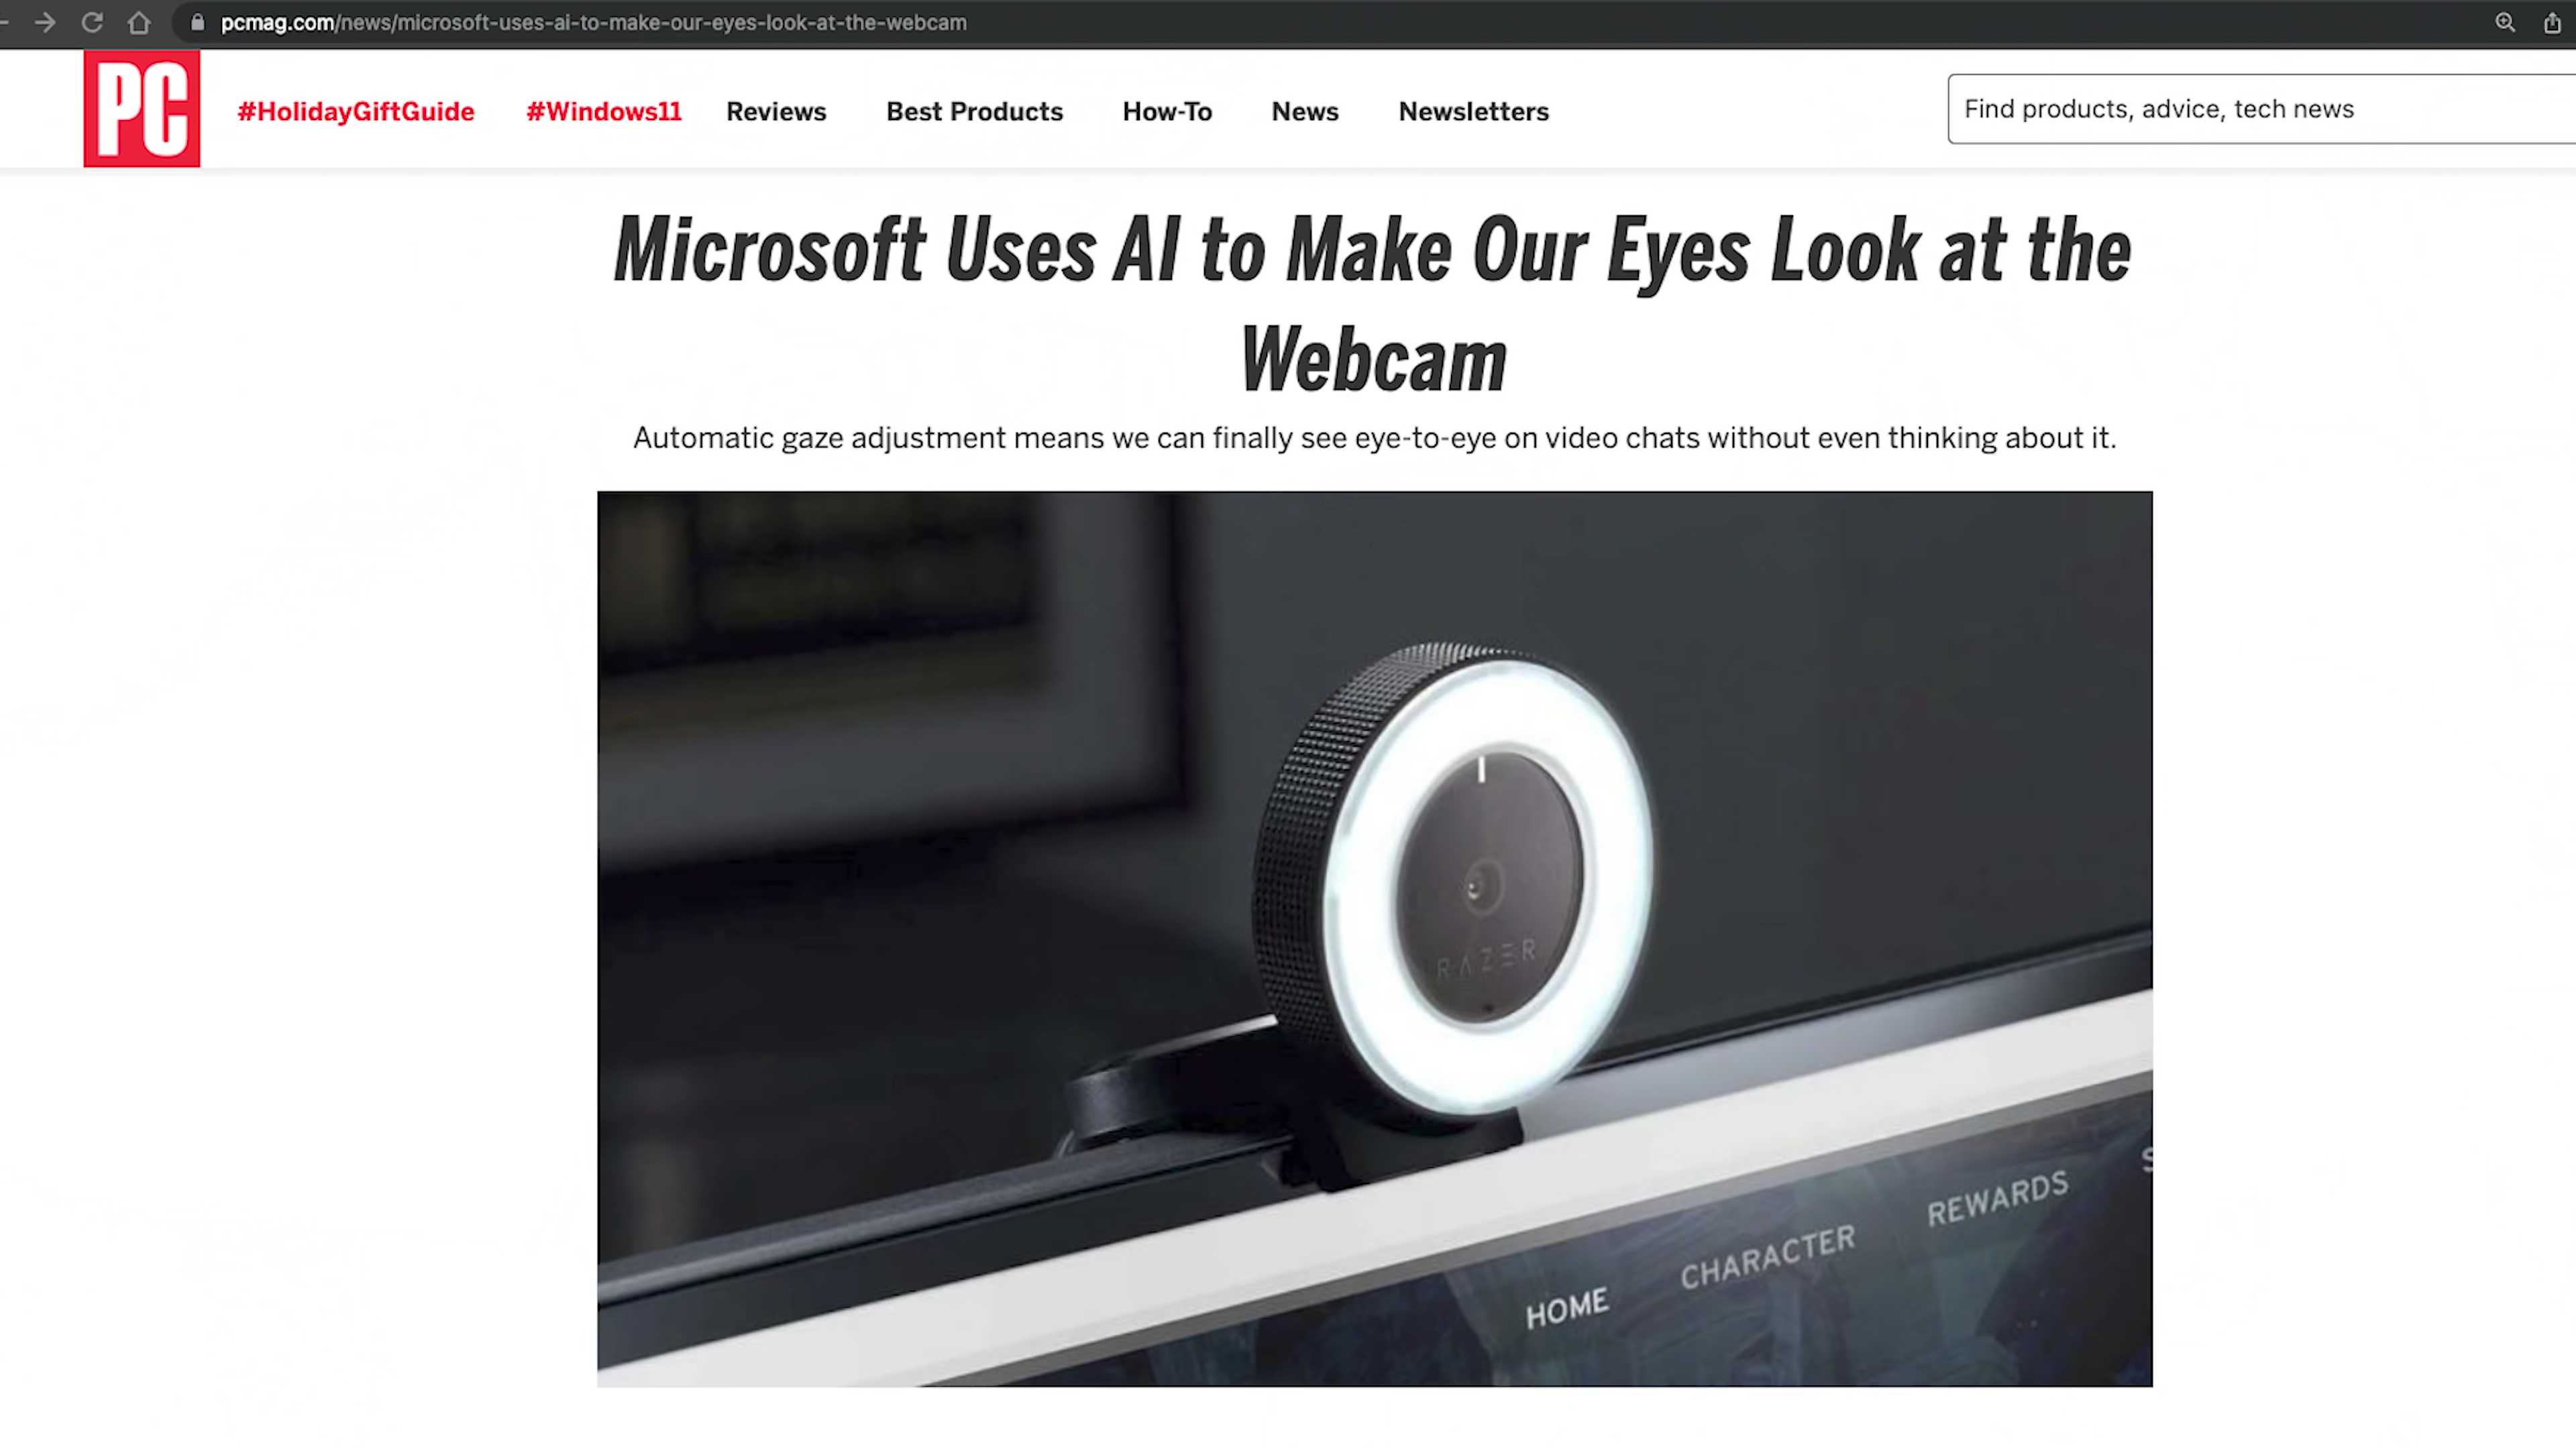 pcmag.com/news/microsoft-uses-ai-to-make-our-eyes-look-at-the-webcam
PC
#HolidayGiftGuide #Windows11 Reviews Best Products How-To News Newsletters
Find products, advice, tech news
Microsoft Uses AI to Make Our Eyes Look at the
Webcam
Automatic gaze adjustment means we can finally see eye-to-eye on video chats without even thinking about it.
RAZER
HOME CHARACTER REWARDS S